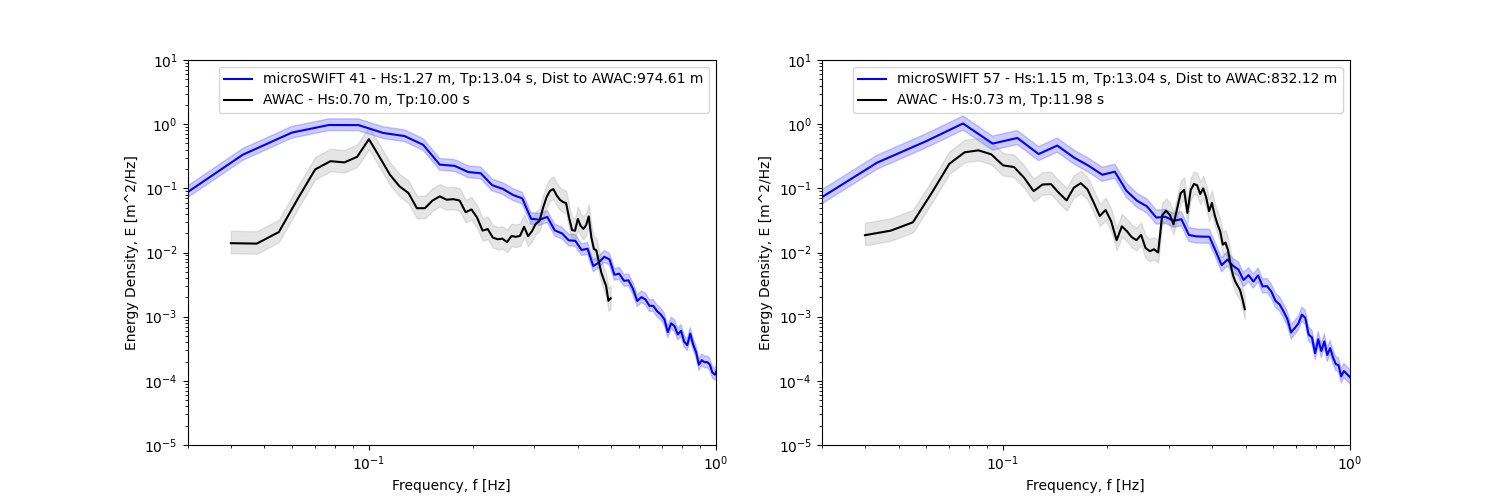 microSWIFT 41 - Hs:1.27 m, Tp:13.04 s, Dist to AWAC:974.61 m
AWAC - Hs:0.70 m, Tp:10.00 s
10^1
10^0
10^-1
10^-2
10^-3
10^-4
10^-5
Energy Density, E [m^2/Hz]
10^-1
10^0
Frequency, f [Hz]
microSWIFT 57 - Hs:1.15 m, Tp:13.04 s, Dist to AWAC:832.12 m
AWAC - Hs:0.73 m, Tp:11.98 s
10^1
10^0
10^-1
10^-2
10^-3
10^-4
10^-5
Energy Density, E [m^2/Hz]
10^-1
10^0
Frequency, f [Hz]